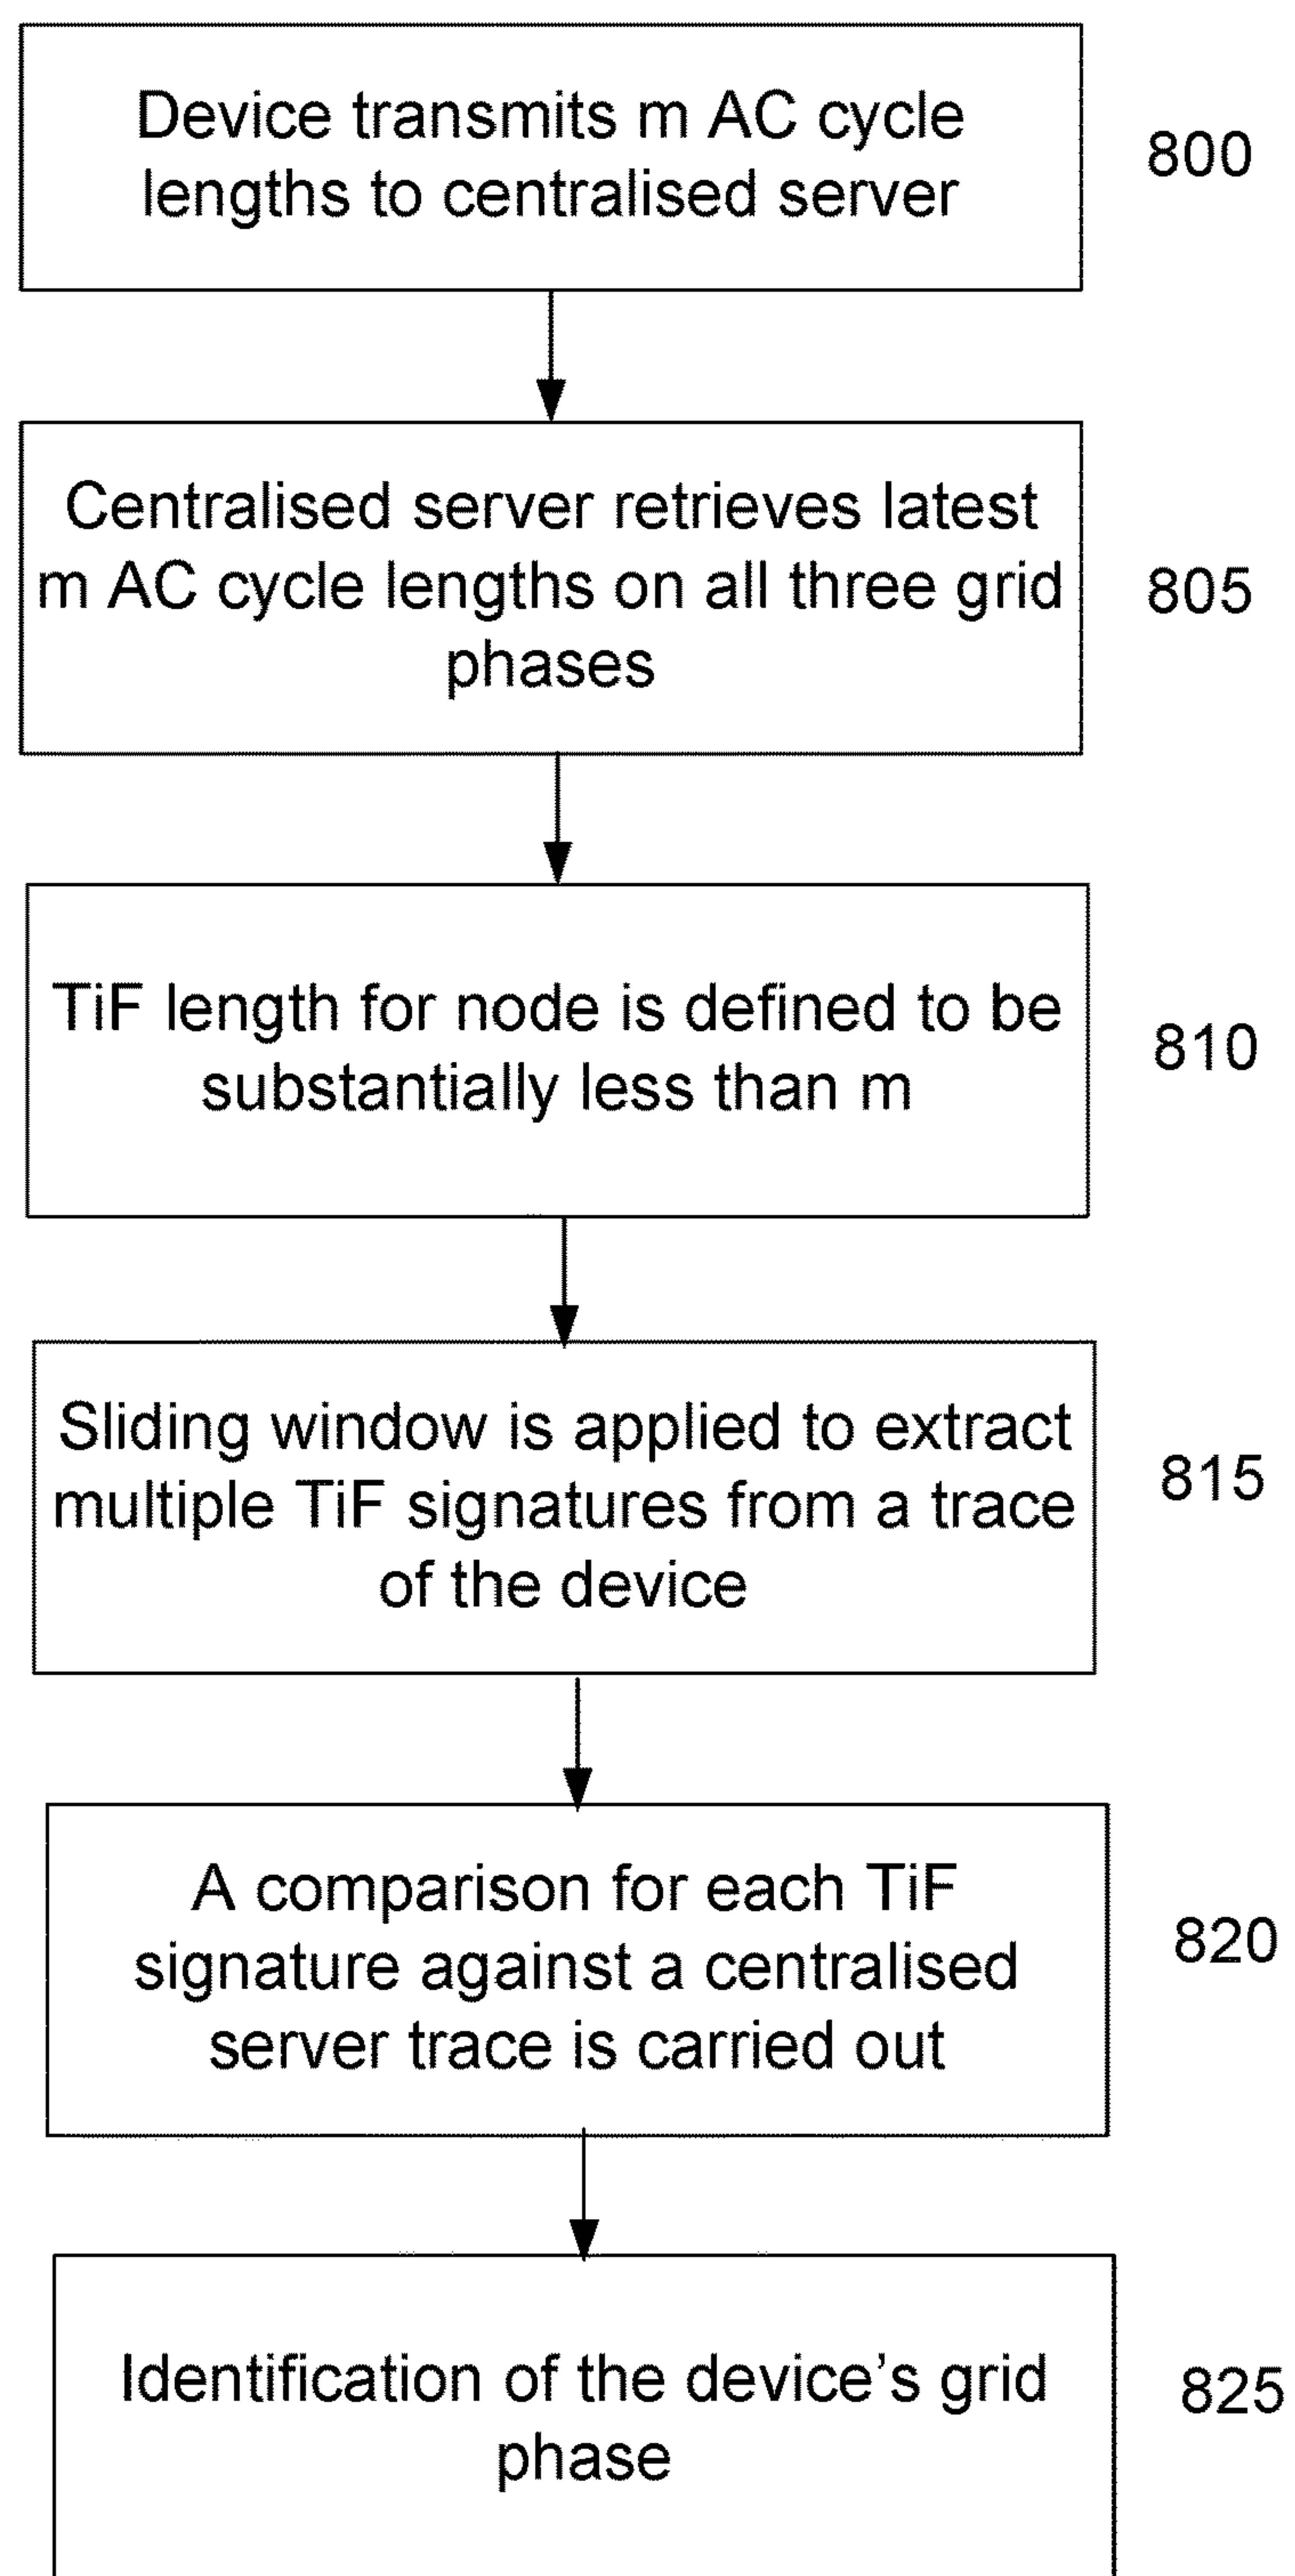 Device transmits m AC cycle
lengths to centralised server
800
Centralised server retrieves latest
m AC cycle lengths on all three grid
phases
805
TiF length for node is defined to be
substantially less than m
810
Sliding window is applied to extract
multiple TiF signatures from a trace
of the device
815
A comparison for each TiF
signature against a centralised
server trace is carried out
820
Identification of the device’s grid
phase
825